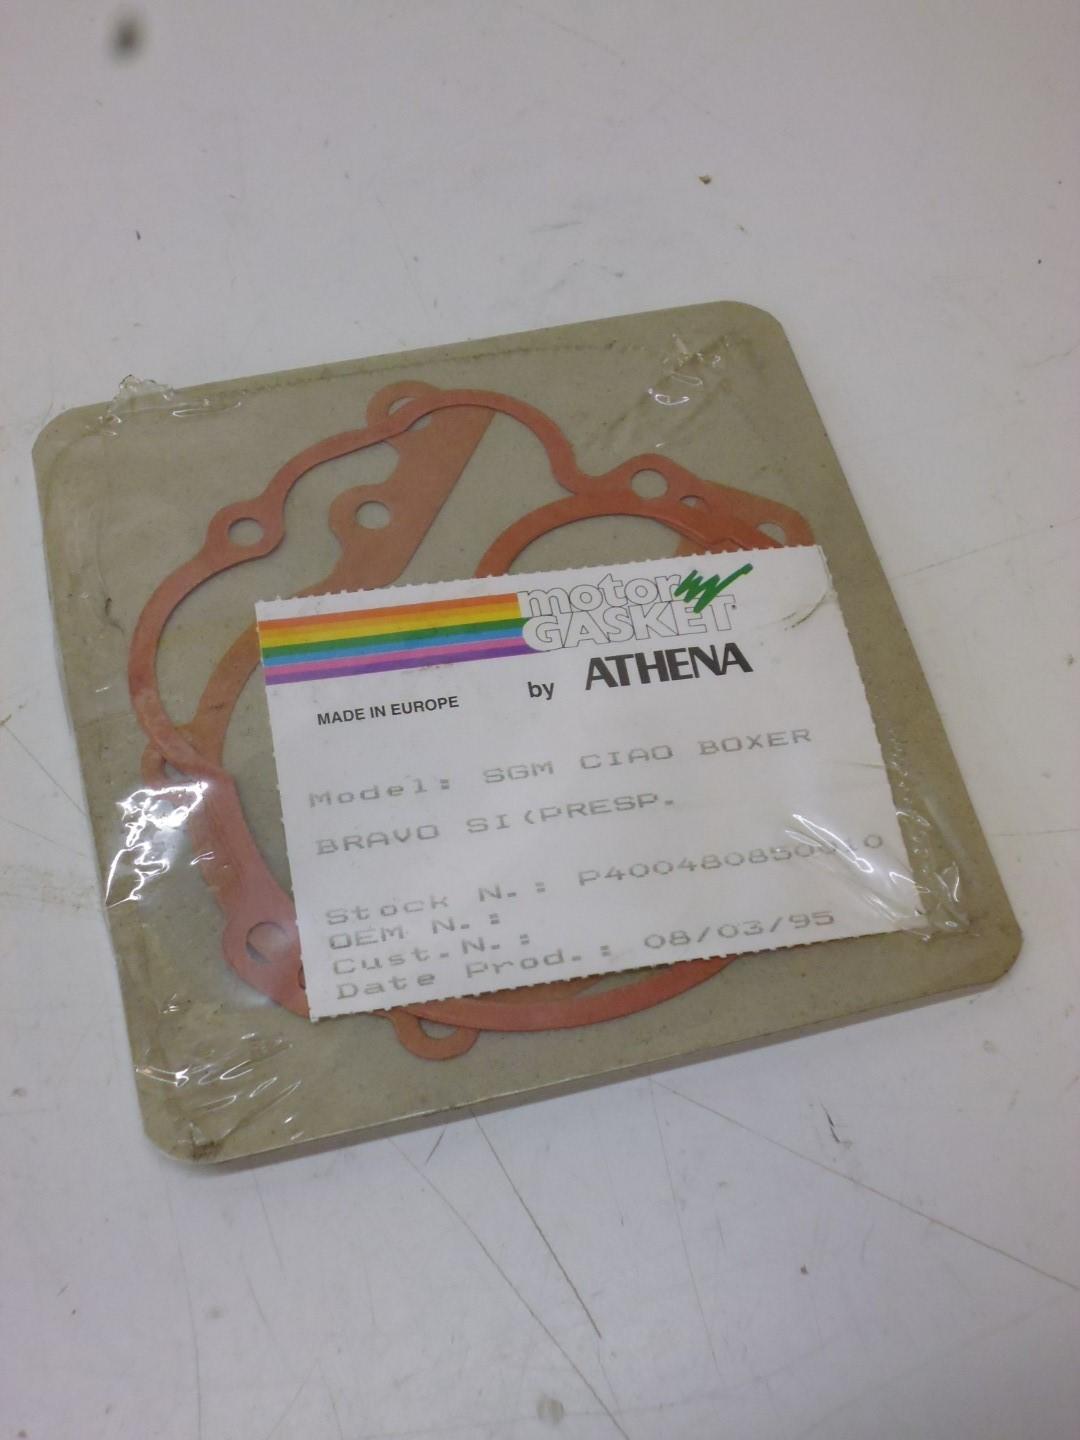 motor
GASKET
by ATHENA
MADE IN EUROPE
Model: SGM CIAO BOXER
BRAVO SI(PRESP.
Stock N.: P400480850010
OEM N.:
Cust.N.:
Date Prod.: 08/03/95